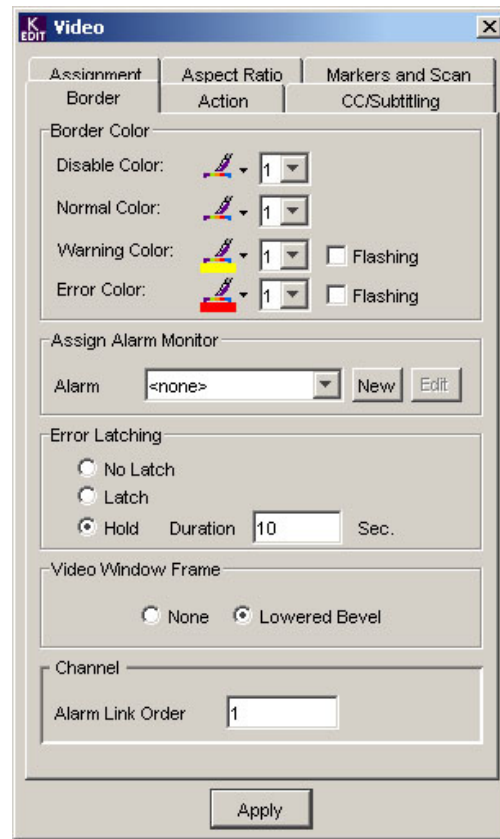 K
EDIT Video
Assignment Aspect Ratio Markers and Scan
Border Action CC/Subtitling
Border Color
Disable Color: 1
Normal Color: 1
Warning Color: 1 Flashing
Error Color: 1 Flashing
Assign Alarm Monitor
Alarm <none> New Edit
Error Latching
No Latch
Latch
Hold Duration 10 Sec.
Video Window Frame
None Lowered Bevel
Channel
Alarm Link Order 1
Apply